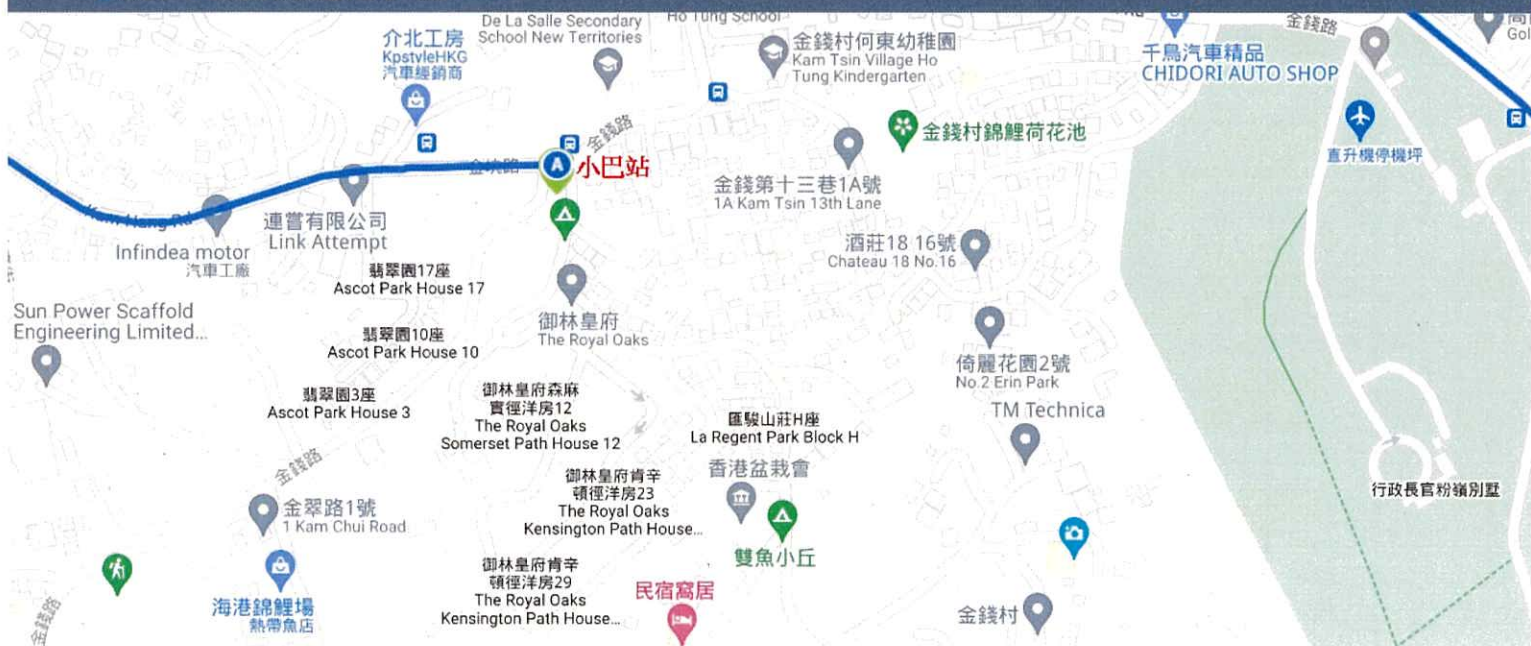 De La Salle Secondary
School New Territories
Ho Tung School
介北工房
KpstyleHKG
汽車經銷商
金錢村何東幼稚園
Kam Tsin Village Ho
Tung Kindergarten
千鳥汽車精品
CHIDORI AUTO SHOP
金錢路
Gol
金錢路
金錢村錦鯉荷花池
直升機停機坪
A
小巴站
金坑路
Kam Hang Rd
連嘗有限公司
Link Attempt
Infindea motor
汽車工廠
金錢第十三巷1A號
1A Kam Tsin 13th Lane
酒莊18 16號
Chateau 18 No.16
翡翠園17座
Ascot Park House 17
Sun Power Scaffold
Engineering Limited...
御林皇府
The Royal Oaks
翡翠園10座
Ascot Park House 10
倚麗花園2號
No.2 Erin Park
翡翠園3座
Ascot Park House 3
御林皇府森麻
實徑洋房12
The Royal Oaks
Somerset Path House 12
匯駿山莊H座
La Regent Park Block H
TM Technica
金錢路
香港盆栽會
御林皇府肯辛
頓徑洋房23
The Royal Oaks
Kensington Path House...
行政長官粉嶺別墅
金翠路1號
1 Kam Chui Road
雙魚小丘
御林皇府肯辛
頓徑洋房29
The Royal Oaks
Kensington Path House...
民宿窩居
海港錦鯉場
熱帶魚店
金錢村
金錢路